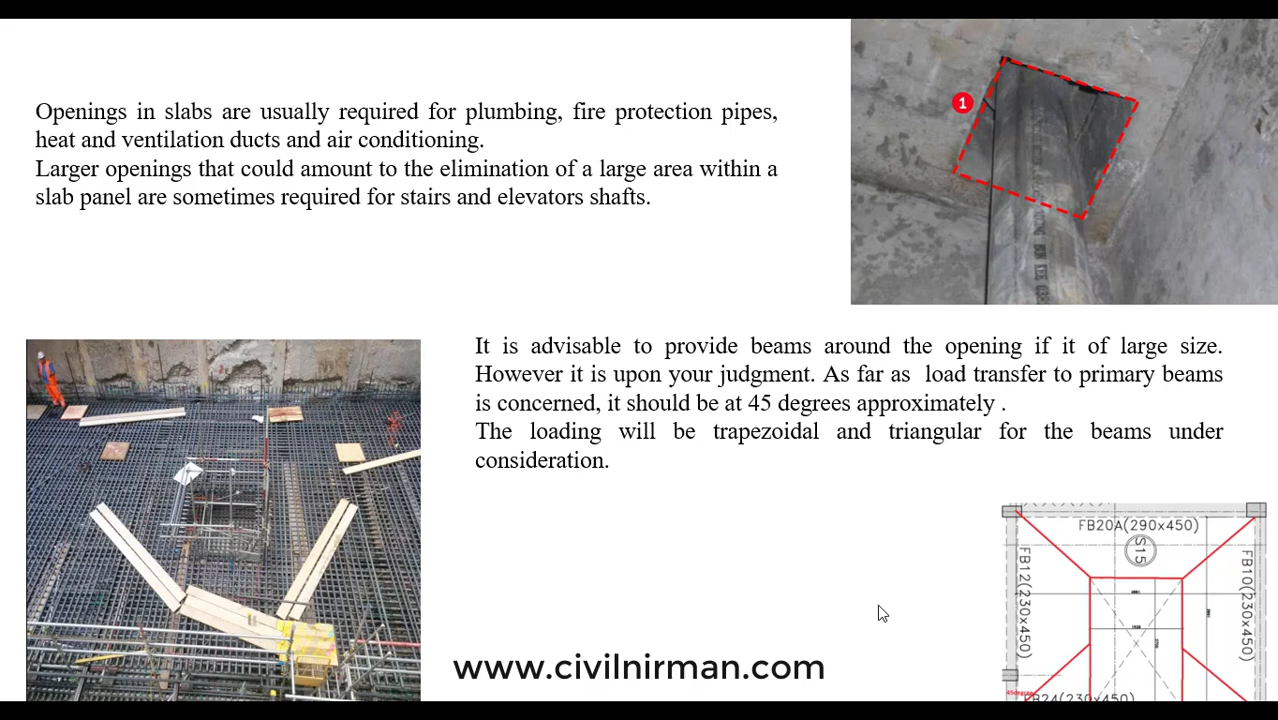 Openings in slabs are usually required for plumbing, fire protection pipes,
heat and ventilation ducts and air conditioning.
Larger openings that could amount to the elimination of a large area within a
slab panel are sometimes required for stairs and elevators shafts.
1
It is advisable to provide beams around the opening if it of large size.
However it is upon your judgment. As far as load transfer to primary beams
is concerned, it should be at 45 degrees approximately .
The loading will be trapezoidal and triangular for the beams under
consideration.
FB20A(290x450)
S15
FB12(230x450)
FB10(230x450)
45degree
FB24(230x450)
www.civilnirman.com